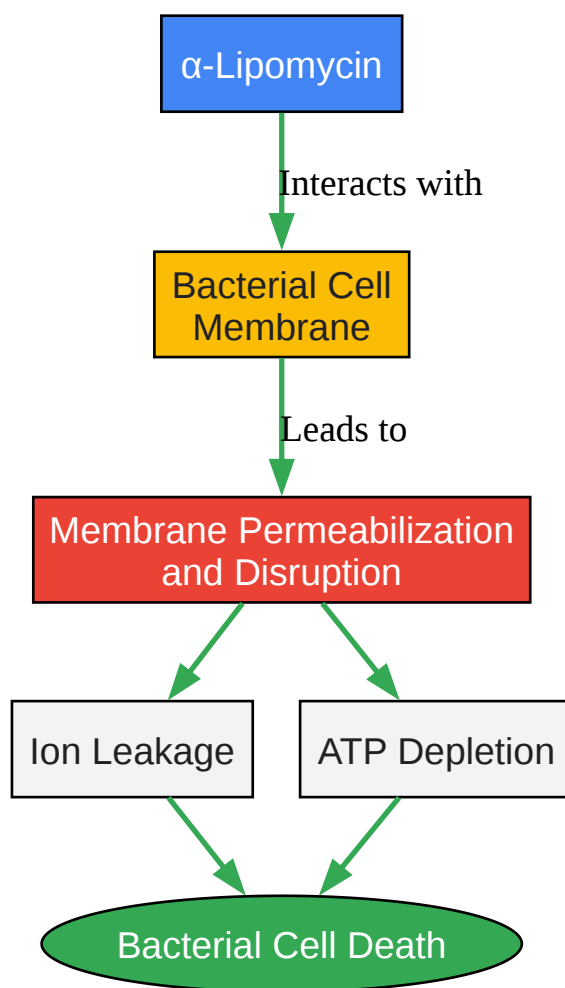 α-Lipomycin
Interacts with
Bacterial Cell
Membrane
Leads to
Membrane Permeabilization
and Disruption
Ion Leakage
ATP Depletion
Bacterial Cell Death